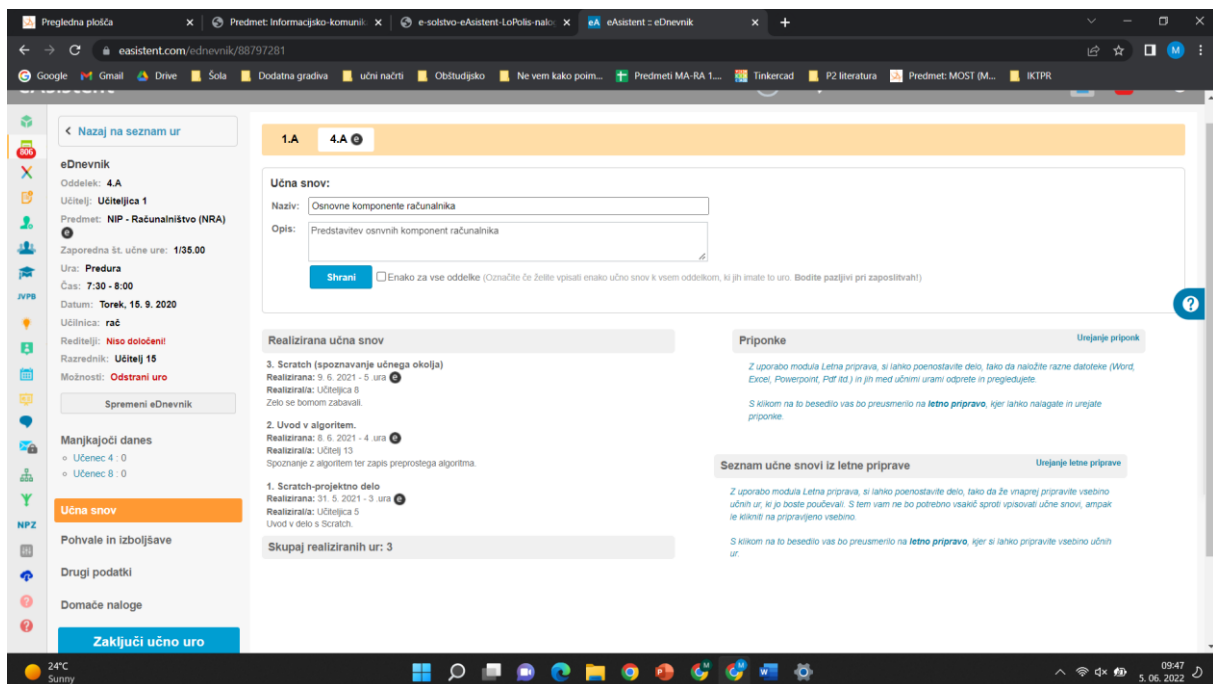 Pregledna plošča
Predmet: Informacijsko-komunik
e-solstvo-eAsistent-LoPolis-nalo
eA eAsistent :: eDnevnik
easistent.com/ednevnik/88797281
M
Google
Gmail
Drive
Šola
Dodatna gradiva
učni načrti
Obštudijsko
Ne vem kako poim...
Predmeti MA-RA 1....
Tinkercad
P2 literatura
Predmet: MOST (M...
IKTPR
806
JVPB
NPZ
Nazaj na seznam ur
eDnevnik
Oddelek: 4.A
Učitelj: Učiteljica 1
Predmet: NIP - Računalništvo (NRA)
e
Zaporedna št. učne ure: 1/35.00
Ura: Predura
Čas: 7:30 - 8:00
Datum: Torek, 15. 9. 2020
Učilnica: rač
Reditelji: Niso določeni!
Razrednik: Učitelj 15
Možnosti: Odstrani uro
Spremeni eDnevnik
Manjkajoči danes
Učenec 4 : 0
Učenec 8 : 0
Učna snov
Pohvale in izboljšave
Drugi podatki
Domače naloge
Zaključi učno uro
1.A 4.A e
Učna snov:
Naziv: Osnovne komponente računalnika
Opis: Predstavitev osnvnih komponent računalnika
Shrani Enako za vse oddelke (Označite če želite vpisati enako učno snov k vsem oddelkom, ki jih imate to uro. Bodite pazljivi pri zaposlitvah!)
?
Realizirana učna snov
3. Scratch (spoznavanje učnega okolja)
Realizirana: 9. 6. 2021 - 5 .ura e
Realiziral/a: Učiteljica 8
Zelo se bomom zabavali.
2. Uvod v algoritem.
Realizirana: 8. 6. 2021 - 4 .ura e
Realiziral/a: Učitelj 13
Spoznanje z algoritem ter zapis preprostega algoritma.
1. Scratch-projektno delo
Realizirana: 31. 5. 2021 - 3 .ura e
Realiziral/a: Učiteljica 5
Uvod v delo s Scratch.
Skupaj realiziranih ur: 3
Priponke
Urejanje priponk
Z uporabo modula Letna priprava, si lahko poenostavite delo, tako da naložite razne datoteke (Word,
Excel, Powerpoint, Pdf itd.) in jih med učnimi urami odprete in pregledujete.
S klikom na to besedilo vas bo preusmerilo na letno pripravo, kjer lahko nalagate in urejate
priponke.
Seznam učne snovi iz letne priprave
Urejanje letne priprave
Z uporabo modula Letna priprava, si lahko poenostavite delo, tako da že vnaprej pripravite vsebino
učnih ur, ki jo boste poučevali. S tem vam ne bo potrebno vsakič sproti vpisovati učne snovi, ampak
le klikniti na pripravljeno vsebino.
S klikom na to besedilo vas bo preusmerilo na letno pripravo, kjer si lahko pripravite vsebino učnih
ur.
24°C
Sunny
09:47
5. 06. 2022